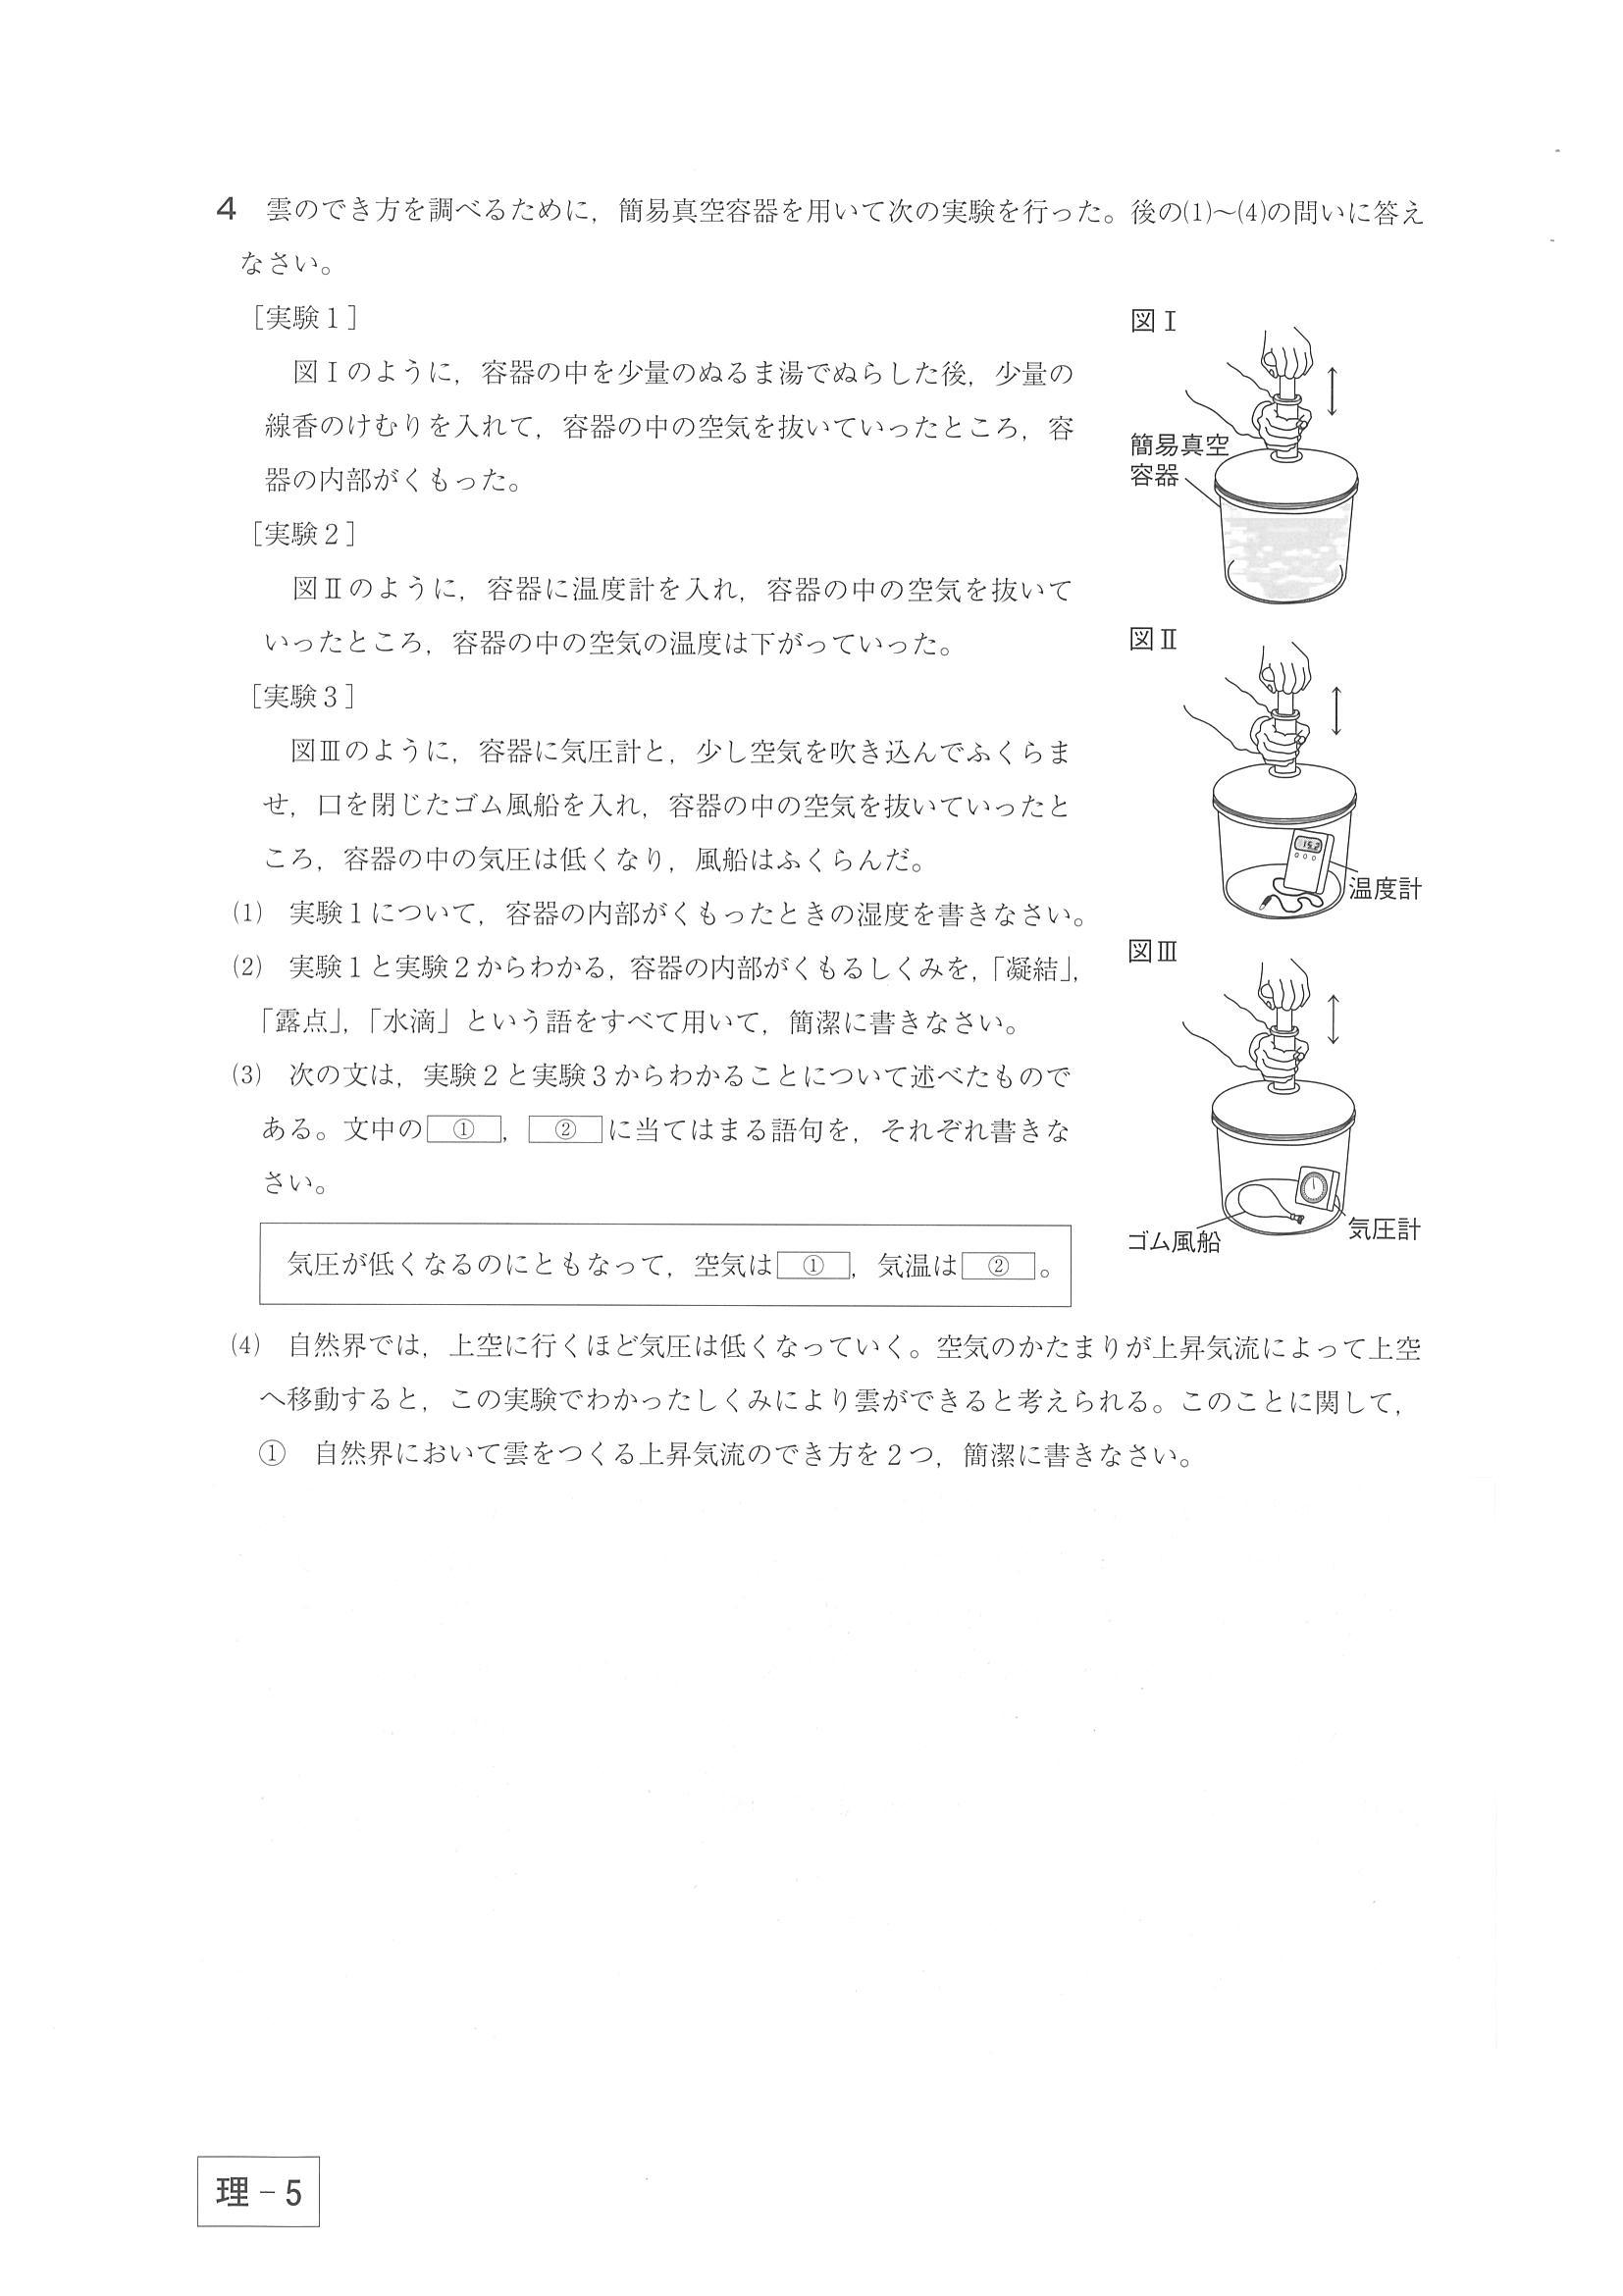 4　雲のでき方を調べるために，簡易真空容器を用いて次の実験を行った。後の⑴～⑷の問いに答え
なさい。
［実験１］
図Ⅰのように，容器の中を少量のぬるま湯でぬらした後，少量の
線香のけむりを入れて，容器の中の空気を抜いていったところ，容
器の内部がくもった。
［実験２］
図Ⅱのように，容器に温度計を入れ，容器の中の空気を抜いて
いったところ，容器の中の空気の温度は下がっていった。
［実験３］
図Ⅲのように，容器に気圧計と，少し空気を吹き込んでふくらま
せ，口を閉じたゴム風船を入れ，容器の中の空気を抜いていったと
ころ，容器の中の気圧は低くなり，風船はふくらんだ。
図Ⅰ
簡易真空
容器
図Ⅱ
15.2
温度計
図Ⅲ
ゴム風船
気圧計
⑴　実験１について，容器の内部がくもったときの湿度を書きなさい。
⑵　実験１と実験２からわかる，容器の内部がくもるしくみを，「凝結」，
「露点」，「水滴」という語をすべて用いて，簡潔に書きなさい。
⑶　次の文は，実験２と実験３からわかることについて述べたもので
ある。文中の ① ， ② に当てはまる語句を，それぞれ書きな
さい。
気圧が低くなるのにともなって，空気は ① ，気温は ② 。
⑷　自然界では，上空に行くほど気圧は低くなっていく。空気のかたまりが上昇気流によって上空
へ移動すると，この実験でわかったしくみにより雲ができると考えられる。このことに関して，
①　自然界において雲をつくる上昇気流のでき方を２つ，簡潔に書きなさい。
理－5